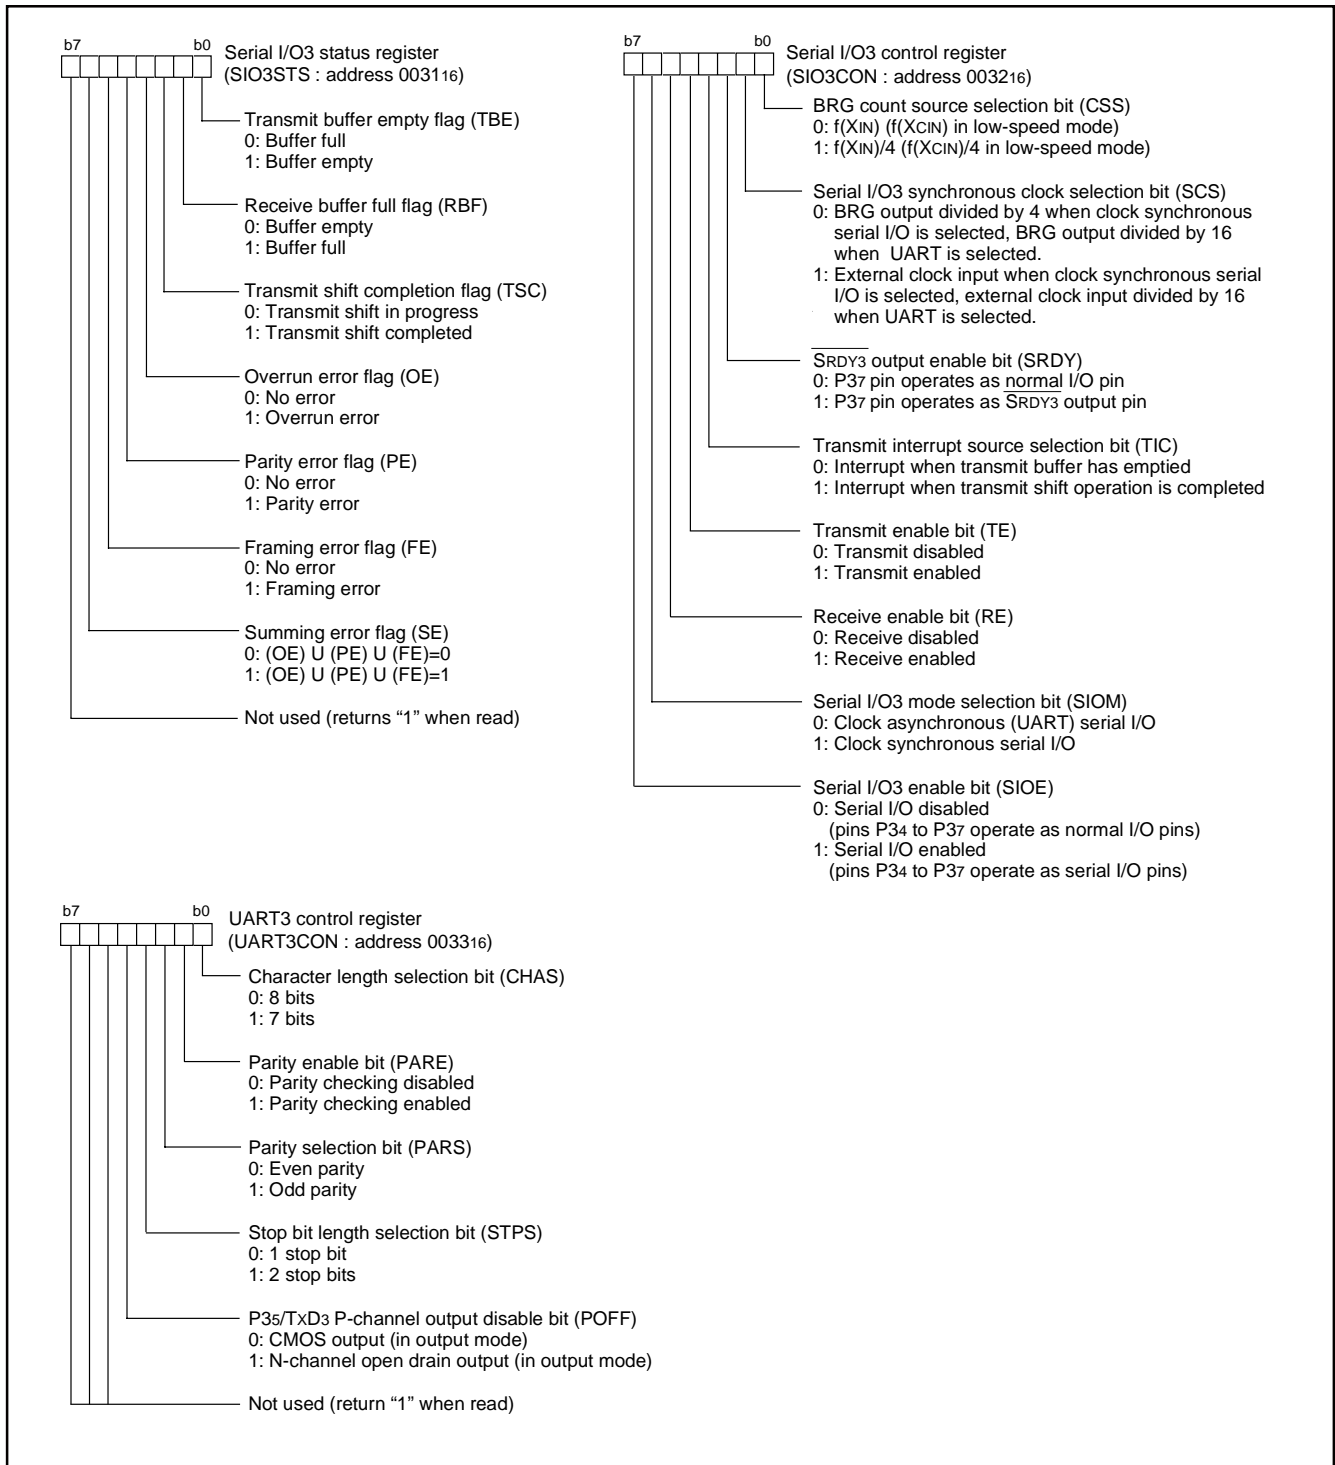 b7 b0 Serial I/O3 status register
(SIO3STS : address 003116)
Transmit buffer empty flag (TBE)
0: Buffer full
1: Buffer empty
Receive buffer full flag (RBF)
0: Buffer empty
1: Buffer full
Transmit shift completion flag (TSC)
0: Transmit shift in progress
1: Transmit shift completed
Overrun error flag (OE)
0: No error
1: Overrun error
Parity error flag (PE)
0: No error
1: Parity error
Framing error flag (FE)
0: No error
1: Framing error
Summing error flag (SE)
0: (OE) U (PE) U (FE)=0
1: (OE) U (PE) U (FE)=1
Not used (returns “1” when read)
b7 b0 Serial I/O3 control register
(SIO3CON : address 003216)
BRG count source selection bit (CSS)
0: f(XIN) (f(XCIN) in low-speed mode)
1: f(XIN)/4 (f(XCIN)/4 in low-speed mode)
Serial I/O3 synchronous clock selection bit (SCS)
0: BRG output divided by 4 when clock synchronous
serial I/O is selected, BRG output divided by 16
when UART is selected.
1: External clock input when clock synchronous serial
I/O is selected, external clock input divided by 16
when UART is selected.
SRDY3 output enable bit (SRDY)
0: P37 pin operates as normal I/O pin
1: P37 pin operates as SRDY3 output pin
Transmit interrupt source selection bit (TIC)
0: Interrupt when transmit buffer has emptied
1: Interrupt when transmit shift operation is completed
Transmit enable bit (TE)
0: Transmit disabled
1: Transmit enabled
Receive enable bit (RE)
0: Receive disabled
1: Receive enabled
Serial I/O3 mode selection bit (SIOM)
0: Clock asynchronous (UART) serial I/O
1: Clock synchronous serial I/O
Serial I/O3 enable bit (SIOE)
0: Serial I/O disabled
(pins P34 to P37 operate as normal I/O pins)
1: Serial I/O enabled
(pins P34 to P37 operate as serial I/O pins)
b7 b0 UART3 control register
(UART3CON : address 003316)
Character length selection bit (CHAS)
0: 8 bits
1: 7 bits
Parity enable bit (PARE)
0: Parity checking disabled
1: Parity checking enabled
Parity selection bit (PARS)
0: Even parity
1: Odd parity
Stop bit length selection bit (STPS)
0: 1 stop bit
1: 2 stop bits
P35/TXD3 P-channel output disable bit (POFF)
0: CMOS output (in output mode)
1: N-channel open drain output (in output mode)
Not used (return “1” when read)